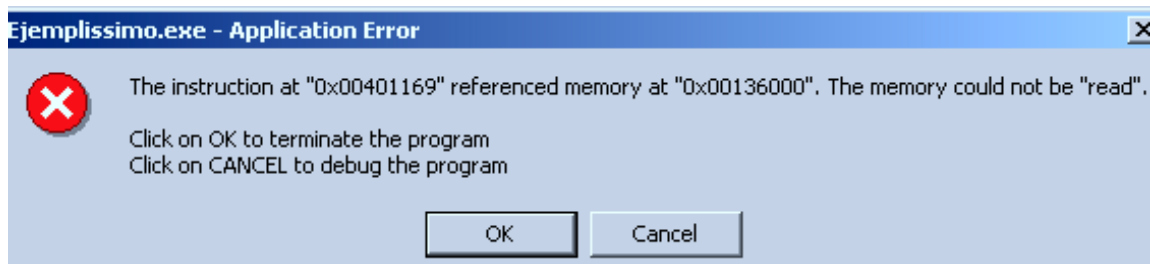 Ejemplissimo.exe - Application Error
The instruction at "0x00401169" referenced memory at "0x00136000". The memory could not be "read".
Click on OK to terminate the program
Click on CANCEL to debug the program
OK
Cancel